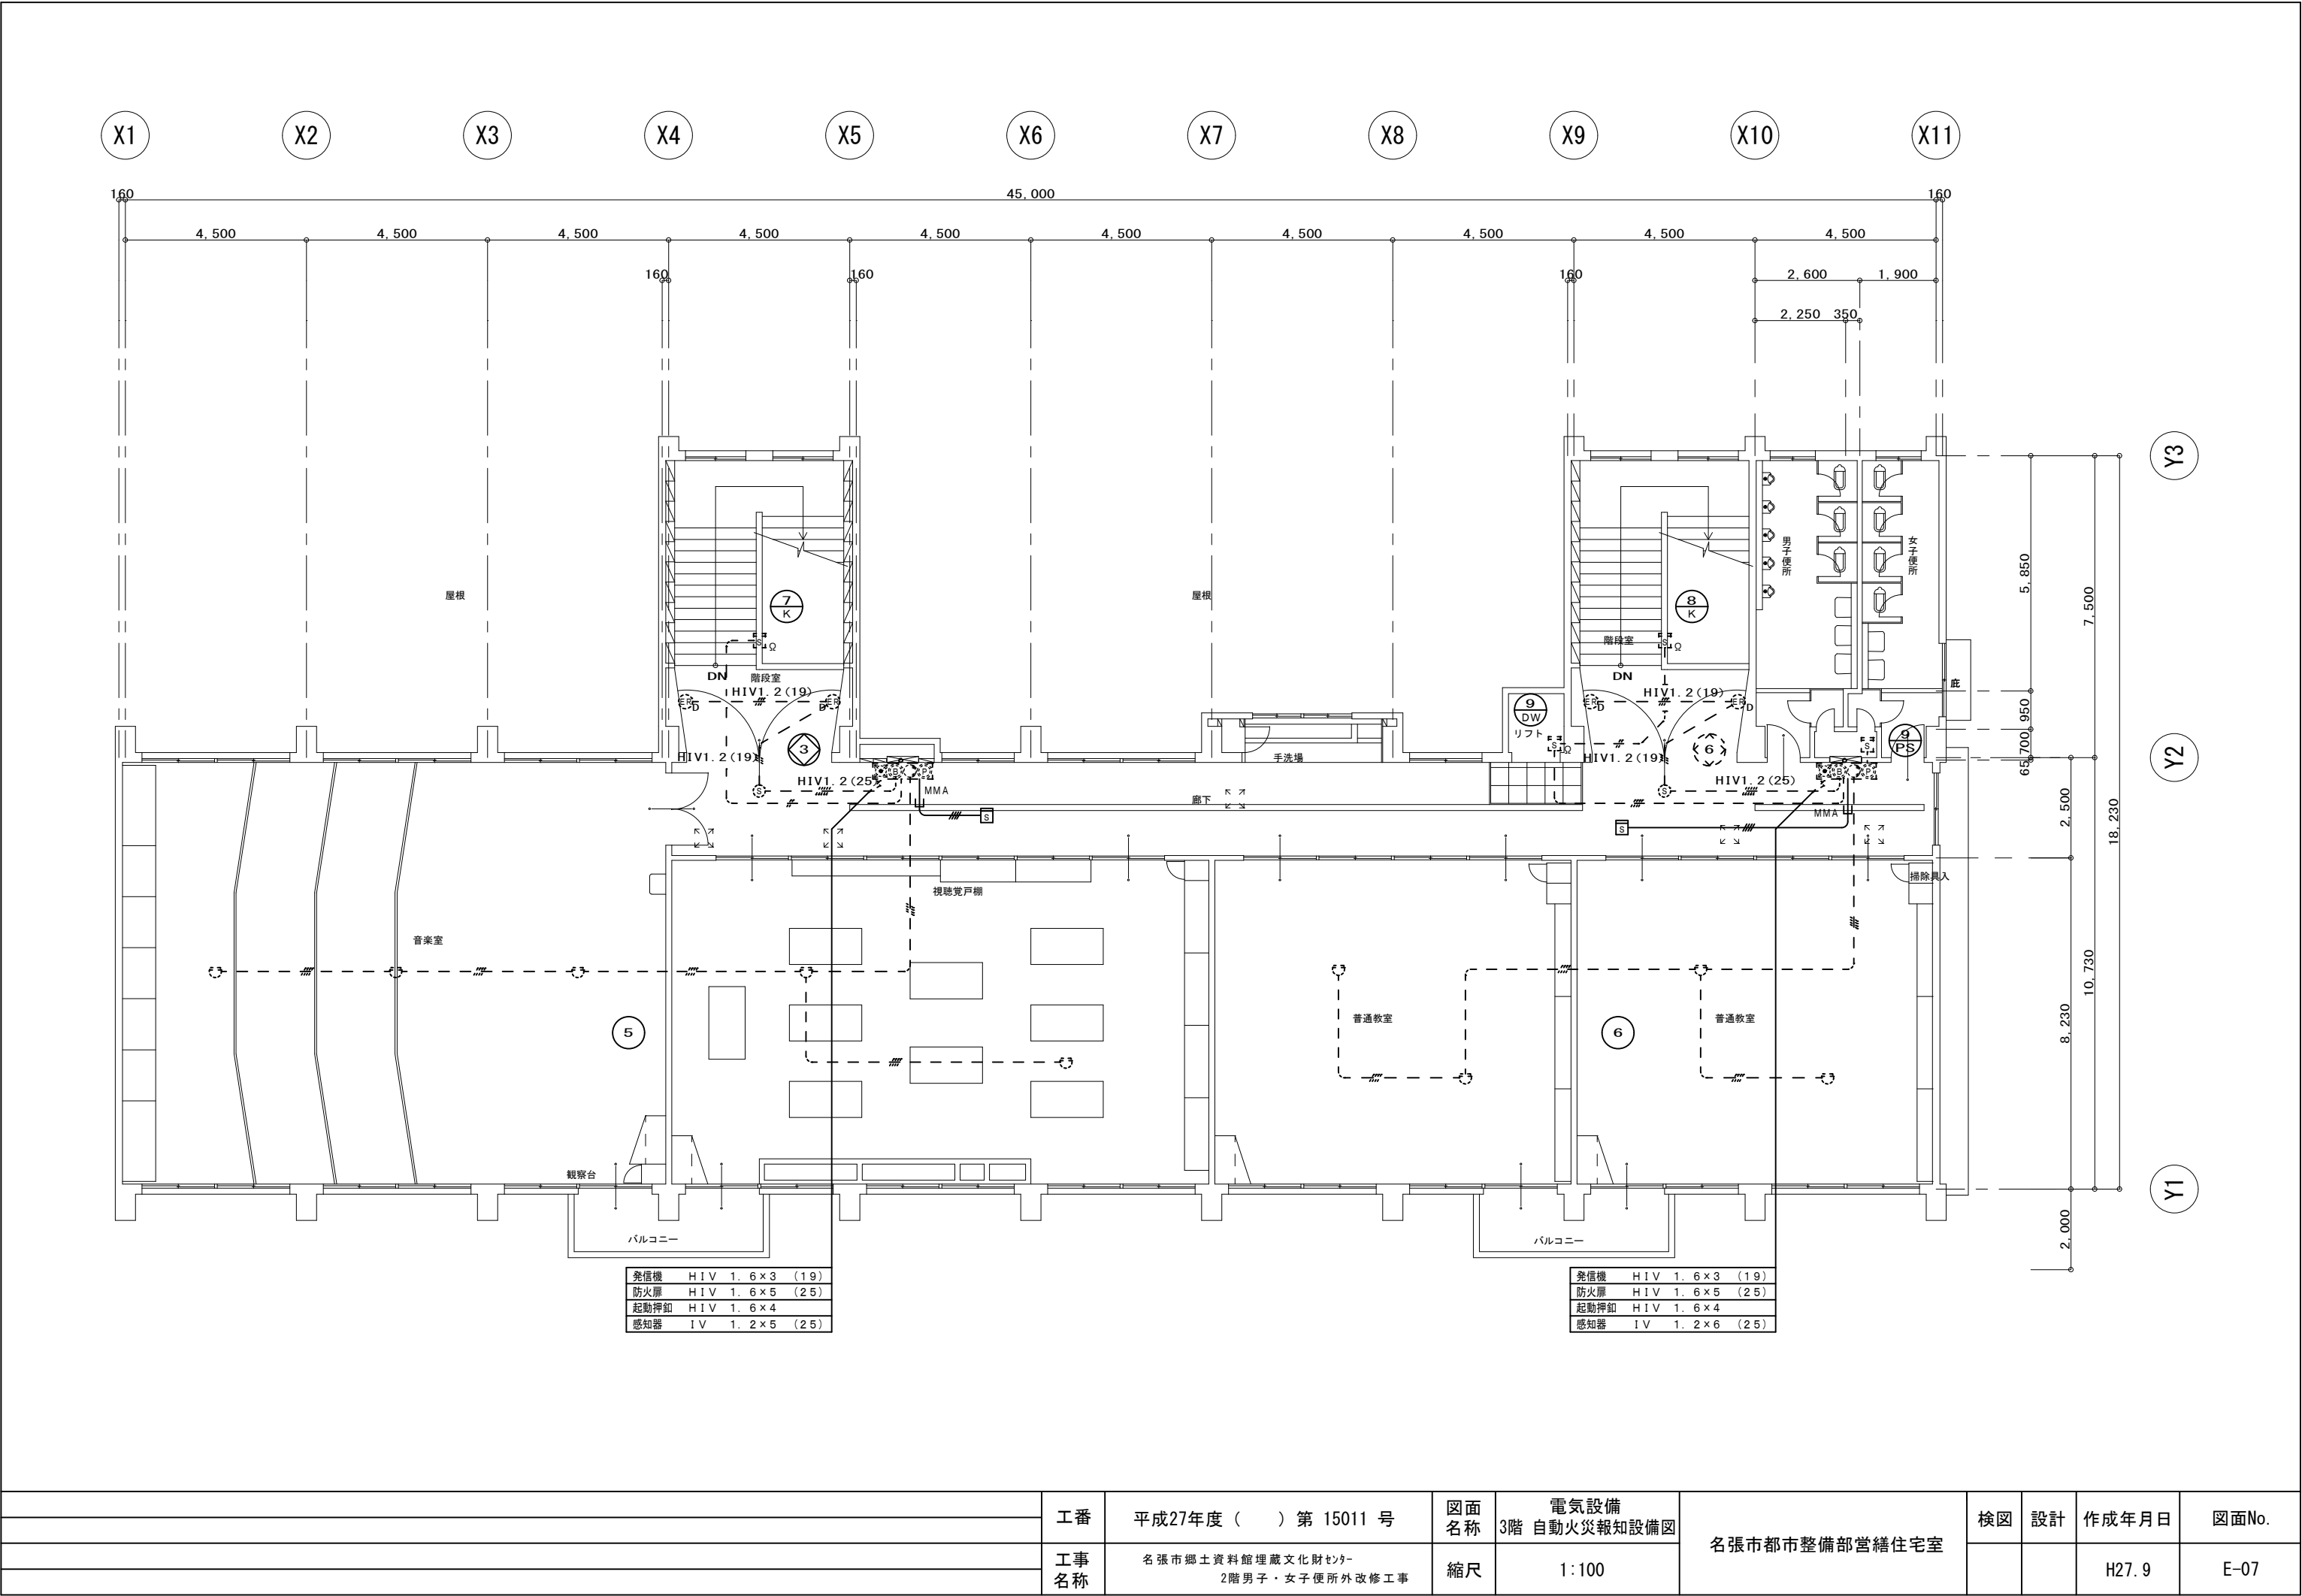 X1 X2 X3 X4 X5 X6 X7 X8 X9 X10 X11
160 45,000 160
4,500 4,500 4,500 4,500 4,500 4,500 4,500 4,500 4,500 4,500
160 160 160 2,600 1,900
2,250 350
Y3
Y2
Y1
5,850
950
700
65
7,500
2,500
18,230
10,730
8,230
2,000
屋根
屋根
7
K
S
Ω
DN
階段室
HIV1.2(19)
ER
D
ER
D
HIV1.2(19)
3
HIV1.2(25)
S
B
P
MMA
S
廊下
手洗場
9
DW
リフト
S
Ω
8
K
階段室
S
Ω
DN
HIV1.2(19)
ER
D
ER
D
HIV1.2(19)
6
HIV1.2(25)
S
男子便所
女子便所
庇
9
PS
S
B
P
MMA
S
掃除具入
音楽室
視聴覚戸棚
5
普通教室
6
普通教室
観察台
バルコニー
バルコニー
発信機 HIV 1.6×3 (19)
防火扉 HIV 1.6×5 (25)
起動押釦 HIV 1.6×4
感知器 IV 1.2×5 (25)
発信機 HIV 1.6×3 (19)
防火扉 HIV 1.6×5 (25)
起動押釦 HIV 1.6×4
感知器 IV 1.2×6 (25)
工番 平成27年度 ( ) 第 15011 号
図面名称 電気設備
3階 自動火災報知設備図
工事名称 名張市郷土資料館埋蔵文化財センター
2階男子・女子便所外改修工事
縮尺 1:100
名張市都市整備部営繕住宅室
検図 設計 作成年月日 図面No.
H27.9 E-07